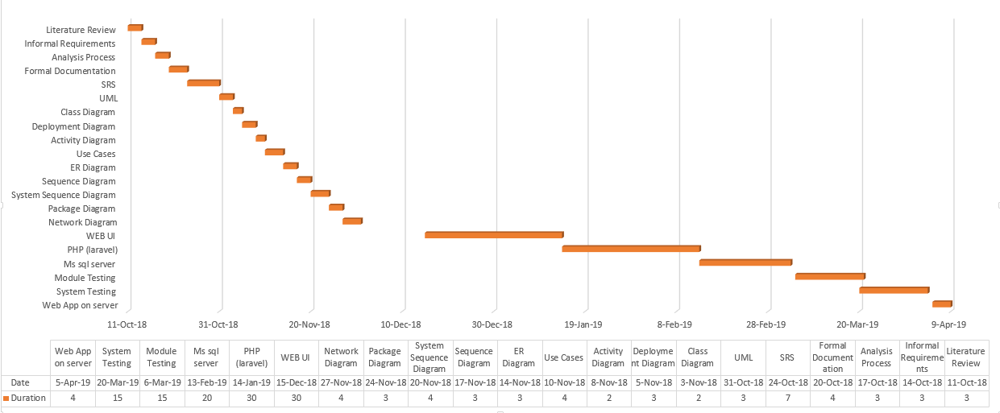 Literature Review
Informal Requirements
Analysis Process
Formal Documentation
SRS
UML
Class Diagram
Deployment Diagram
Activity Diagram
Use Cases
ER Diagram
Sequence Diagram
System Sequence Diagram
Package Diagram
Network Diagram
WEB UI
PHP (laravel)
Ms sql server
Module Testing
System Testing
Web App on server
11-Oct-18 31-Oct-18 20-Nov-18 10-Dec-18 30-Dec-18 19-Jan-19 8-Feb-19 28-Feb-19 20-Mar-19 9-Apr-19
Web App
on server
System
Testing
Module
Testing
Ms sql
server
PHP
(laravel)
WEB UI
Network
Diagram
Package
Diagram
System
Sequence
Diagram
Sequence
Diagram
ER
Diagram
Use Cases
Activity
Diagram
Deployme
nt Diagram
Class
Diagram
UML
SRS
Formal
Document
ation
Analysis
Process
Informal
Requireme
nts
Literature
Review
Date 5-Apr-19 20-Mar-19 6-Mar-19 13-Feb-19 14-Jan-19 15-Dec-18 27-Nov-18 24-Nov-18 20-Nov-18 17-Nov-18 14-Nov-18 10-Nov-18 8-Nov-18 5-Nov-18 3-Nov-18 31-Oct-18 24-Oct-18 20-Oct-18 17-Oct-18 14-Oct-18 11-Oct-18
Duration 4 15 15 20 30 30 4 3 4 3 3 4 2 3 2 3 7 4 3 3 3